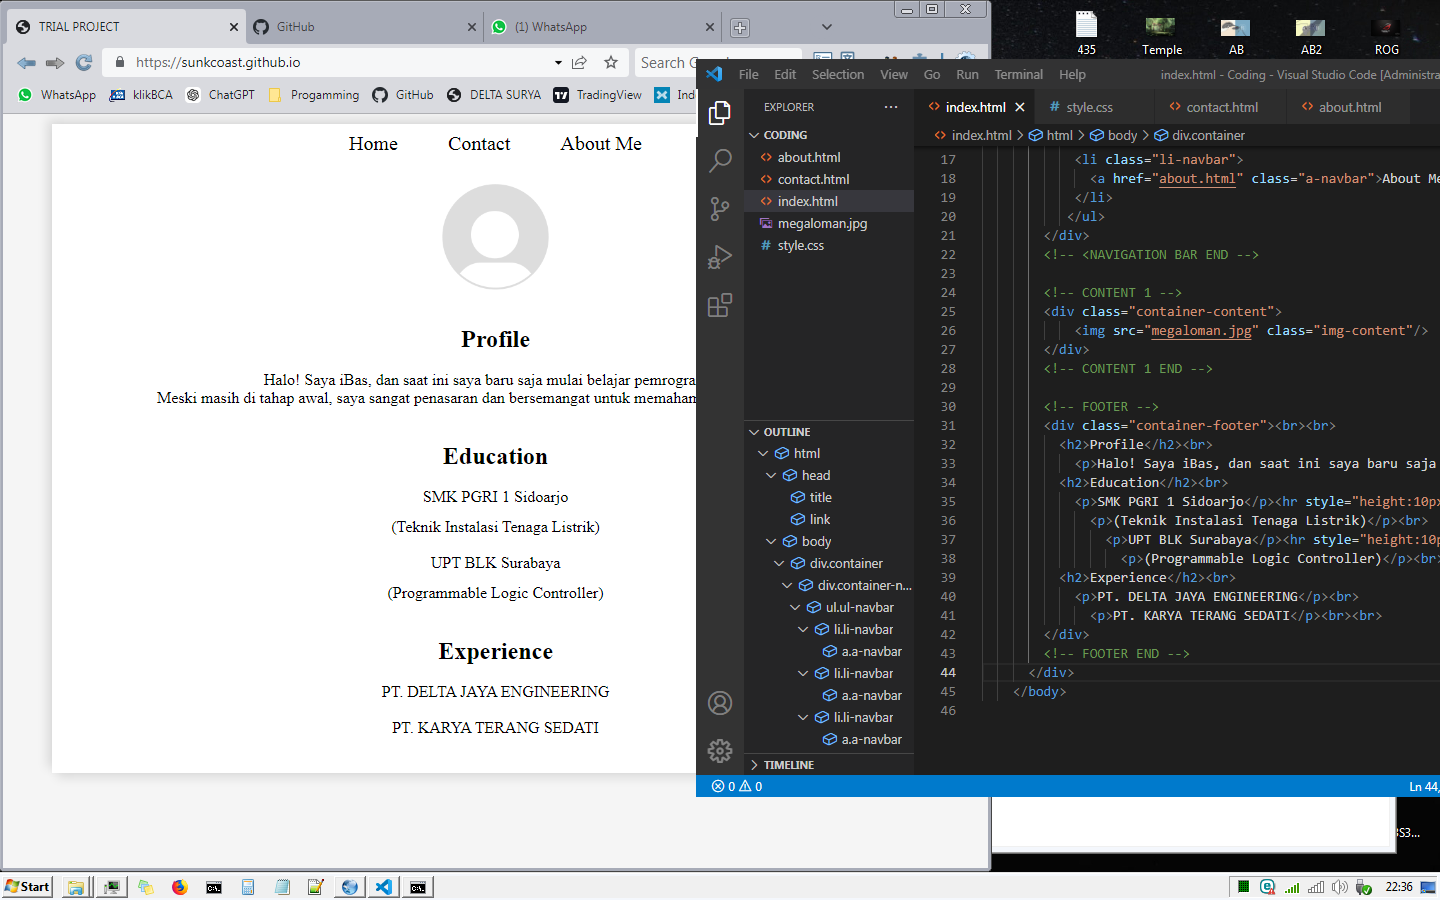 TRIAL PROJECT
GitHub
(1) WhatsApp
https://sunkcoast.github.io
Search
WhatsApp
klikBCA
ChatGPT
Progamming
GitHub
DELTA SURYA
TradingView
Ind
Home
Contact
About Me
Profile
Halo! Saya iBas, dan saat ini saya baru saja mulai belajar pemrogra
Meski masih di tahap awal, saya sangat penasaran dan bersemangat untuk memaham
Education
SMK PGRI 1 Sidoarjo
(Teknik Instalasi Tenaga Listrik)
UPT BLK Surabaya
(Programmable Logic Controller)
Experience
PT. DELTA JAYA ENGINEERING
PT. KARYA TERANG SEDATI
435
Temple
AB
AB2
ROG
File Edit Selection View Go Run Terminal Help
index.html - Coding - Visual Studio Code [Administra
EXPLORER
CODING
about.html
contact.html
index.html
megaloman.jpg
style.css
OUTLINE
html
head
title
link
body
div.container
div.container-n...
ul.ul-navbar
li.li-navbar
a.a-navbar
li.li-navbar
a.a-navbar
li.li-navbar
a.a-navbar
TIMELINE
index.html
style.css
contact.html
about.html
index.html > html > body > div.container
17 <li class="li-navbar">
18 <a href="about.html" class="a-navbar">About Me
19 </li>
20 </ul>
21 </div>
22 <!-- <NAVIGATION BAR END -->
23
24 <!-- CONTENT 1 -->
25 <div class="container-content">
26 <img src="megaloman.jpg" class="img-content"/>
27 </div>
28 <!-- CONTENT 1 END -->
29
30 <!-- FOOTER -->
31 <div class="container-footer"><br><br>
32 <h2>Profile</h2><br>
33 <p>Halo! Saya iBas, dan saat ini saya baru saja
34 <h2>Education</h2><br>
35 <p>SMK PGRI 1 Sidoarjo</p><hr style="height:10px
36 <p>(Teknik Instalasi Tenaga Listrik)</p><br>
37 <p>UPT BLK Surabaya</p><hr style="height:10p
38 <p>(Programmable Logic Controller)</p><br>
39 <h2>Experience</h2><br>
40 <p>PT. DELTA JAYA ENGINEERING</p><br>
41 <p>PT. KARYA TERANG SEDATI</p><br><br>
42 </div>
43 <!-- FOOTER END -->
44 </div>
45 </body>
46
0 0
Ln 44,
Start
22:36